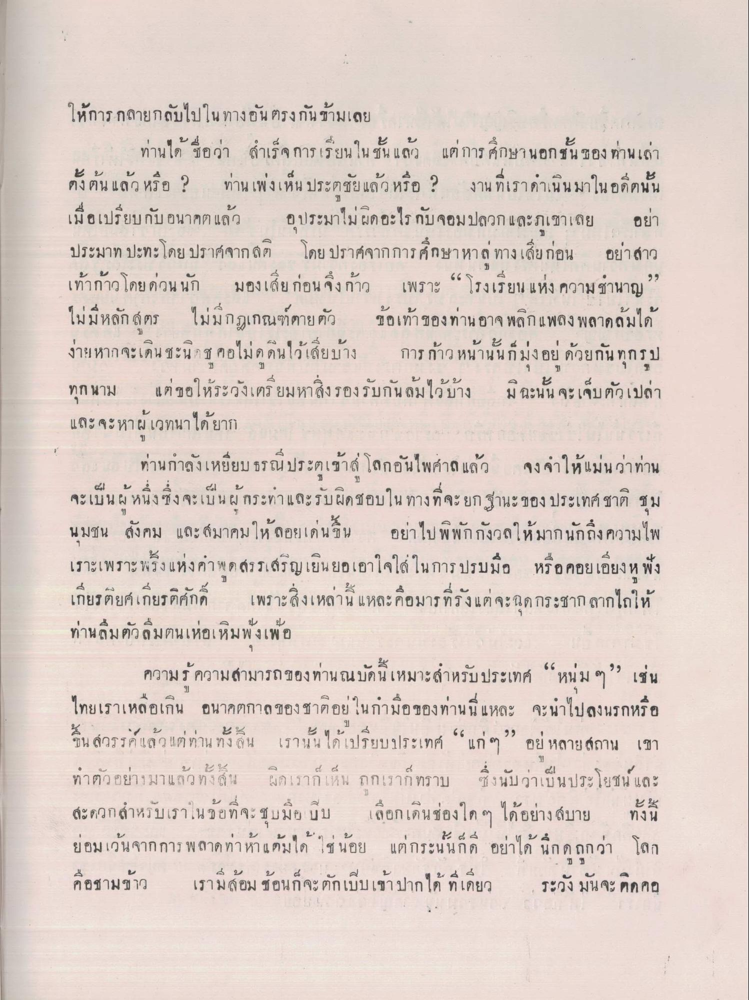 ให้การกลายกลับไปในทางอันตรงกันข้ามเลย
ท่านได้ชื่อว่า สำเร็จการเรียนในชั้นแล้ว แต่การศึกษานอกชั้นของท่านเล่า
ตั้งต้นแล้วหรือ ? ท่านเพ่งเห็นประตูชัยแล้วหรือ ? งานที่เราดำเนินมาในอดีตนั้น
เมื่อเปรียบกับอนาคตแล้ว อุประมาไม่ผิดอะไรกับจอมปลวกและภูเขาเลย อย่า
ประมาทปะทะโดยปราศจากสติ โดยปราศจากการศึกษาหาลู่ทางเสียก่อน อย่าสาว
เท้าก้าวโดยด่วนนัก มองเสียก่อนจึงก้าว เพราะ “โรงเรียนแห่งความชำนาญ”
ไม่มีหลักสูตร ไม่มีกฎเกณฑ์ตายตัว ข้อเท้าของท่านอาจพลิกแพลงพลาดล้มได้
ง่ายหากจะเดินชะนิดชูคอไม่ดูดินไว้เสียบ้าง การก้าวหน้านั้นก็มุ่งอยู่ด้วยกันทุกรูป
ทุกนาม แต่ขอให้ระวังเตรียมหาสิ่งรองรับกันล้มไว้บ้าง มิฉะนั้นจะเจ็บตัวเปล่า
และจะหาผู้เวทนาได้ยาก
ท่านกำลังเหยียบธรณีประตูเข้าสู่โลกอันไพศาลแล้ว จงจำให้แม่นว่าท่าน
จะเป็นผู้หนึ่งซึ่งจะเป็นผู้กระทำและรับผิดชอบในทางที่จะยกฐานะของประเทศชาติ ชุม
นุมชน สังคม และสมาคมให้ลอยเด่นขึ้น อย่าไปพิพักกังวลให้มากนักถึงความไพ
เราะเพราะพริ้งแห่งคำพูดสรรเสริญเยินยอเอาใจใส่ในการปรบมือ หรือคอยเอียงหูฟัง
เกียรติยศเกียรติศักดิ์ เพราะสิ่งเหล่านี้แหละคือมารที่รังแต่จะฉุดกระชากลากไถให้
ท่านลืมตัวลืมตนเห่อเหิมฟุ้งเฟ้อ
ความรู้ความสามารถของท่านณบัดนี้เหมาะสำหรับประเทศ “หนุ่มๆ” เช่น
ไทยเราเหลือเกิน อนาคตกาลของชาติอยู่ในกำมือของท่านนี่แหละ จะนำไปลงนรกหรือ
ขึ้นสวรรค์แล้วแต่ท่านทั้งสิ้น เรานั้นได้เปรียบประเทศ “แก่ๆ” อยู่หลายสถาน เขา
ทำตัวอย่างมาแล้วทั้งสิ้น ผิดเราก็เห็น ถูกเราก็ทราบ ซึ่งนับว่าเป็นประโยชน์และ
สะดวกสำหรับเราในข้อที่จะชุบมือเบีบ เลือกเดินช่องใดๆ ได้อย่างสบาย ทั้งนี้
ย่อมเว้นจากการพลาดท่าห้าแต้มได้ใช่น้อย แต่กระนั้นก็ดี อย่าได้นึกดูถูกว่า โลก
คือชามข้าว เรามีส้อมช้อนก็จะตักเบีบเข้าปากได้ทีเดียว ระวังมันจะติดคอ